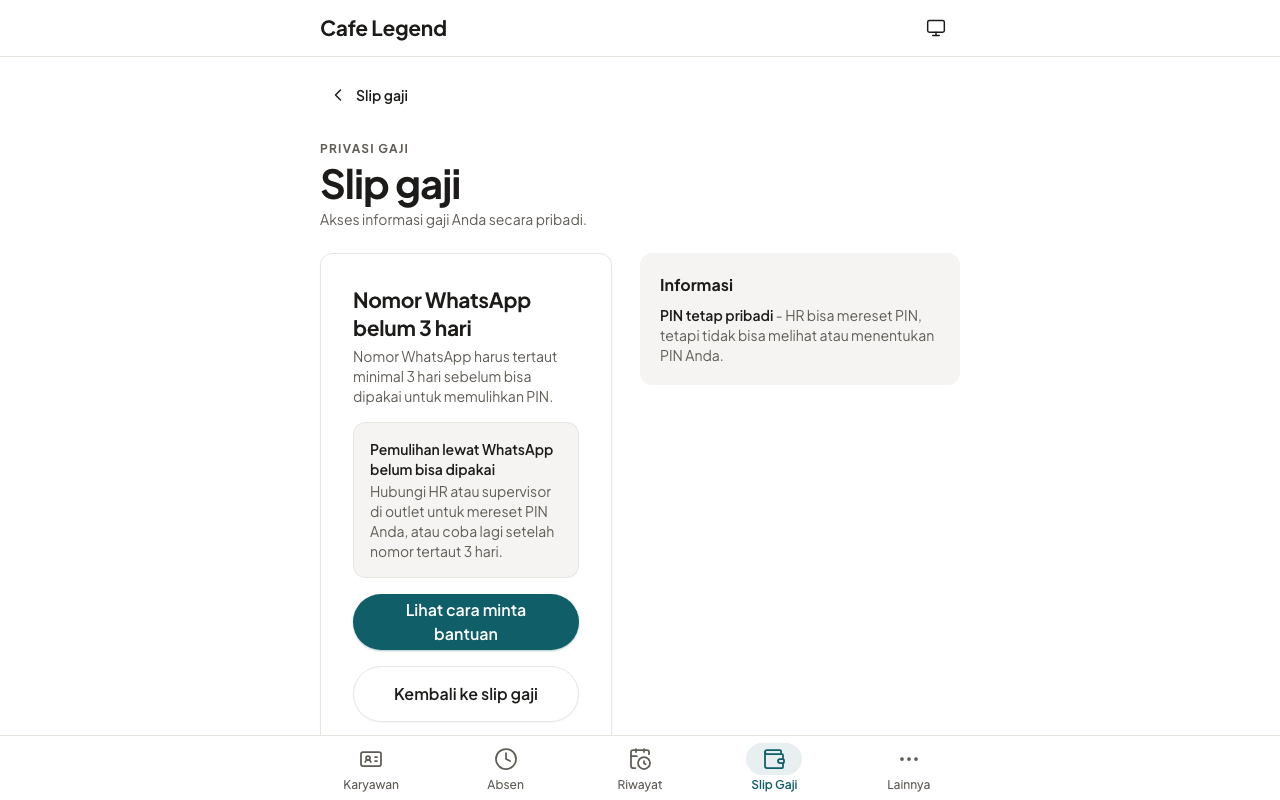 Cafe Legend
Slip gaji
PRIVASI GAJI
Slip gaji
Akses informasi gaji Anda secara pribadi.
Nomor WhatsApp
belum 3 hari
Nomor WhatsApp harus tertaut
minimal 3 hari sebelum bisa
dipakai untuk memulihkan PIN.
Pemulihan lewat WhatsApp
belum bisa dipakai
Hubungi HR atau supervisor
di outlet untuk mereset PIN
Anda, atau coba lagi setelah
nomor tertaut 3 hari.
Lihat cara minta
bantuan
Kembali ke slip gaji
Informasi
PIN tetap pribadi - HR bisa mereset PIN,
tetapi tidak bisa melihat atau menentukan
PIN Anda.
Karyawan
Absen
Riwayat
Slip Gaji
Lainnya